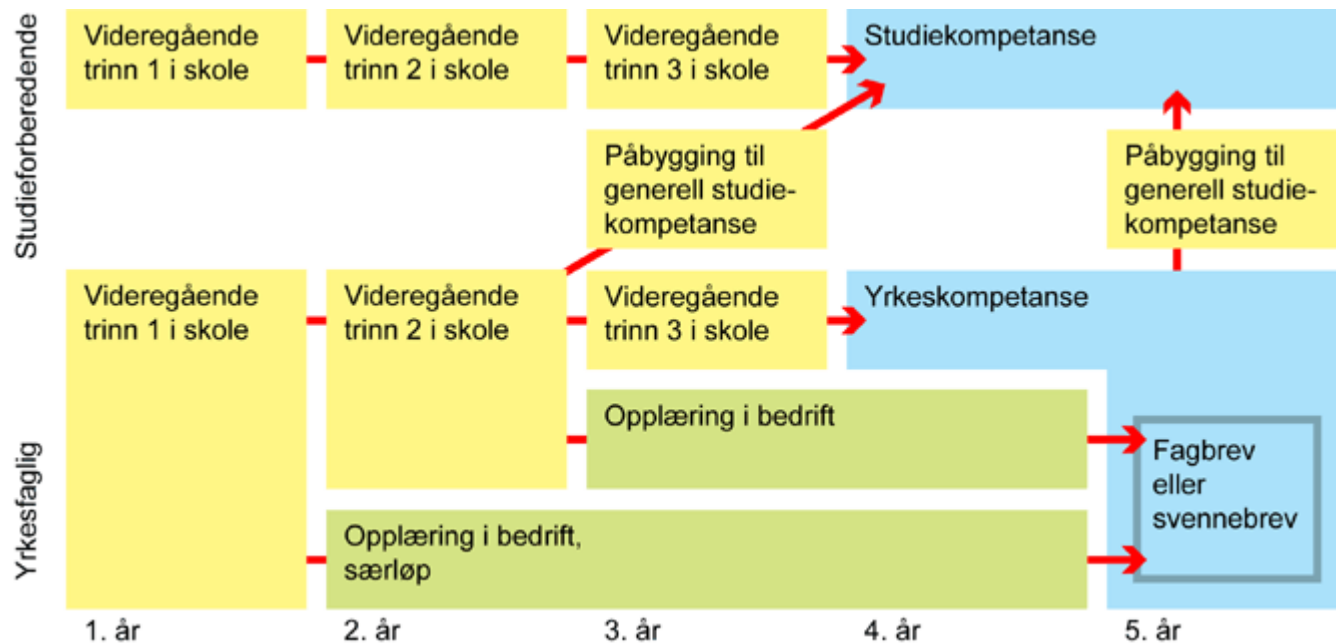 Studieforberedende
Videregående
trinn 1 i skole
Videregående
trinn 2 i skole
Videregående
trinn 3 i skole
Studiekompetanse
Påbygging til
generell studie-
kompetanse
Påbygging til
generell studie-
kompetanse
Yrkesfaglig
Videregående
trinn 1 i skole
Videregående
trinn 2 i skole
Videregående
trinn 3 i skole
Yrkeskompetanse
Opplæring i bedrift
Fagbrev
eller
svennebrev
Opplæring i bedrift,
særløp
1. år
2. år
3. år
4. år
5. år